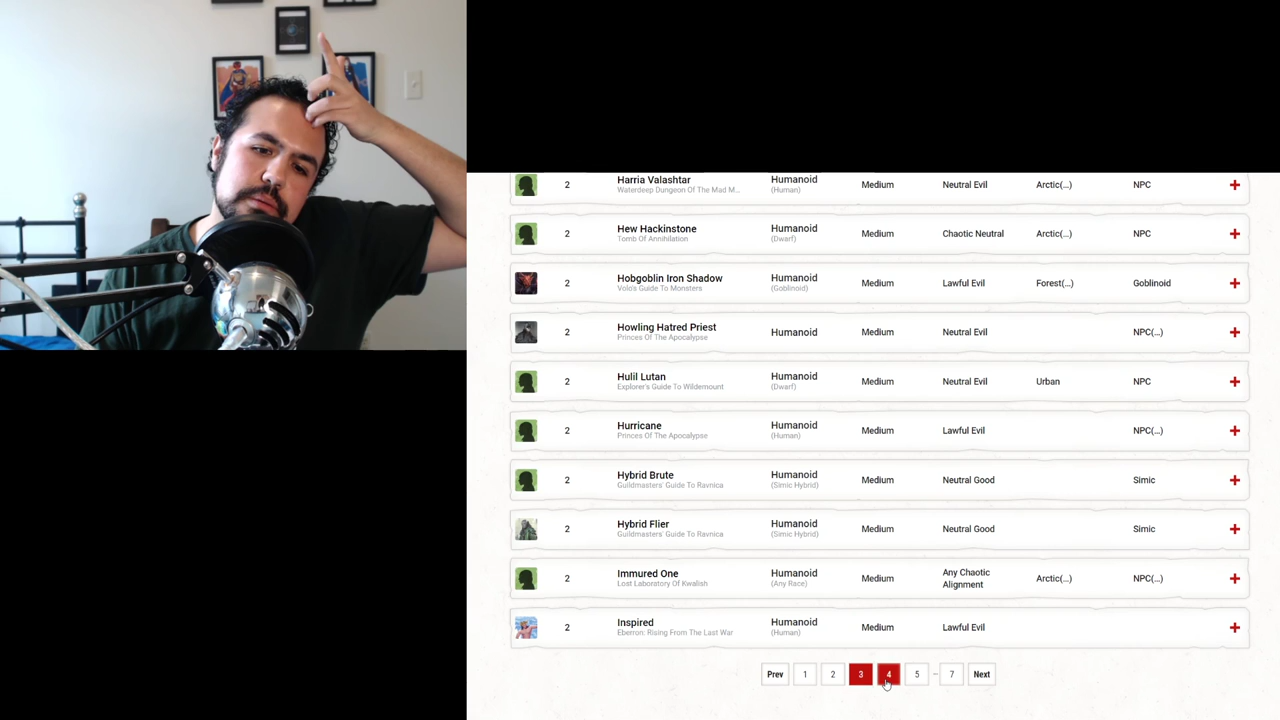 2 Harria Valashtar Humanoid Medium Neutral Evil Arctic(...) NPC +
Waterdeep Dungeon Of The Mad M... (Human)
2 Hew Hackinstone Humanoid Medium Chaotic Neutral Arctic(...) NPC +
Tomb Of Annihilation (Dwarf)
2 Hobgoblin Iron Shadow Humanoid Medium Lawful Evil Forest(...) Goblinoid +
Volo's Guide To Monsters (Goblinoid)
2 Howling Hatred Priest Humanoid Medium Neutral Evil NPC(...) +
Princes Of The Apocalypse
2 Hulil Lutan Humanoid Medium Neutral Evil Urban NPC +
Explorer's Guide To Wildemount (Dwarf)
2 Hurricane Humanoid Medium Lawful Evil NPC(...) +
Princes Of The Apocalypse (Human)
2 Hybrid Brute Humanoid Medium Neutral Good Simic +
Guildmasters' Guide To Ravnica (Simic Hybrid)
2 Hybrid Flier Humanoid Medium Neutral Good Simic +
Guildmasters' Guide To Ravnica (Simic Hybrid)
2 Immured One Humanoid Medium Any Chaotic Arctic(...) NPC(...) +
Lost Laboratory Of Kwalish (Any Race) Alignment
2 Inspired Humanoid Medium Lawful Evil +
Eberron: Rising From The Last War (Human)
Prev 1 2 3 4 5 – 7 Next